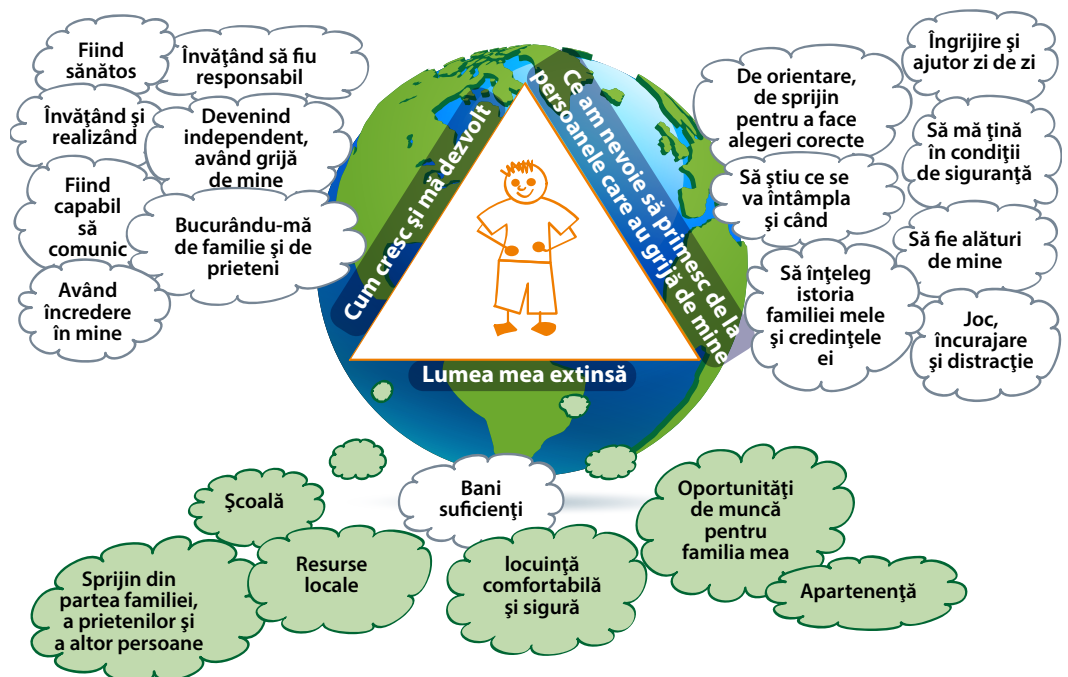 Fiind
sănătos
Învăţând să fiu
responsabil
Învăţând şi
realizând
Devenind
independent,
având grijă
de mine
Fiind
capabil
să
comunic
Bucurându-mă
de familie şi de
prieteni
Având
încredere
în mine
Cum cresc şi mă dezvolt
Ce am nevoie să primesc de la
persoanele care au grijă de mine
Lumea mea extinsă
De orientare,
de sprijin
pentru a face
alegeri corecte
Îngrijire şi
ajutor zi de zi
Să mă ţină
în condiţii
de siguranţă
Să ştiu ce se
va întâmpla
şi când
Să fie alături
de mine
Să înţeleg
istoria
familiei mele
şi credinţele
ei
Joc,
încurajare
şi distracţie
Şcoală
Bani
suficienţi
Oportunităţi
de muncă
pentru
familia mea
Sprijin din
partea familiei,
a prietenilor şi
a altor persoane
Resurse
locale
locuinţă
comfortabilă
şi sigură
Apartenenţă